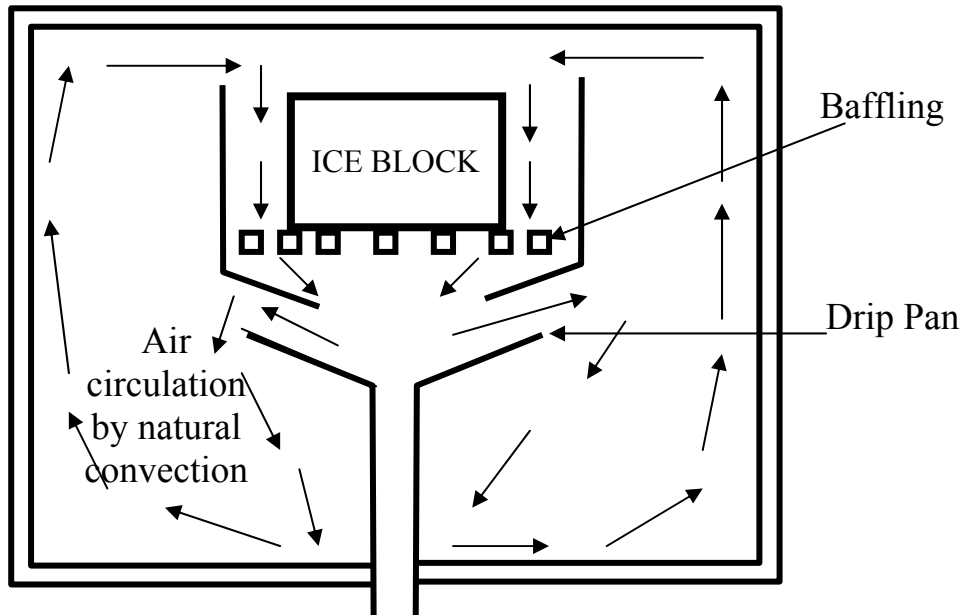 Baffling
ICE BLOCK
Drip Pan
Air
circulation
by natural
convection